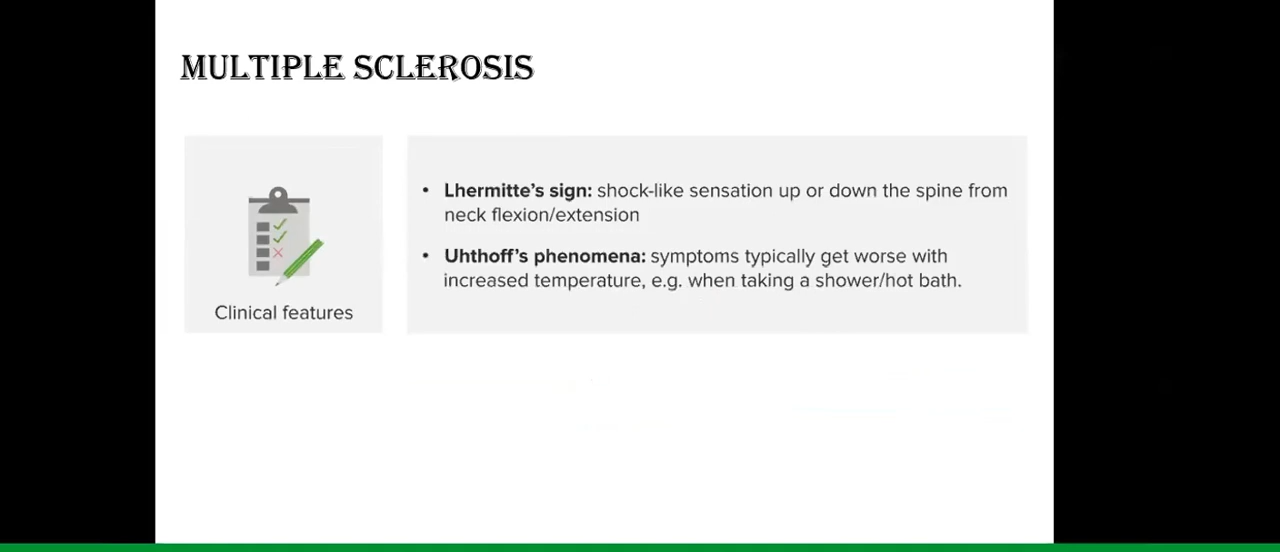 MULTIPLE SCLEROSIS
Clinical features
• Lhermitte's sign: shock-like sensation up or down the spine from
neck flexion/extension
• Uhthoff's phenomena: symptoms typically get worse with
increased temperature, e.g. when taking a shower/hot bath.